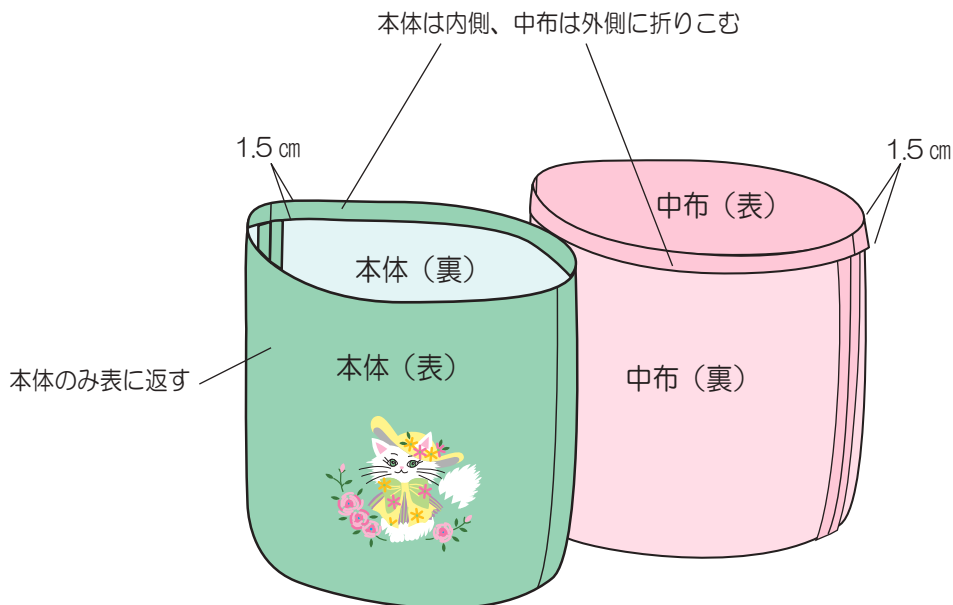 本体は内側、中布は外側に折りこむ
1.5㎝
1.5㎝
中布（表）
本体（裏）
本体（表）
中布（裏）
本体のみ表に返す